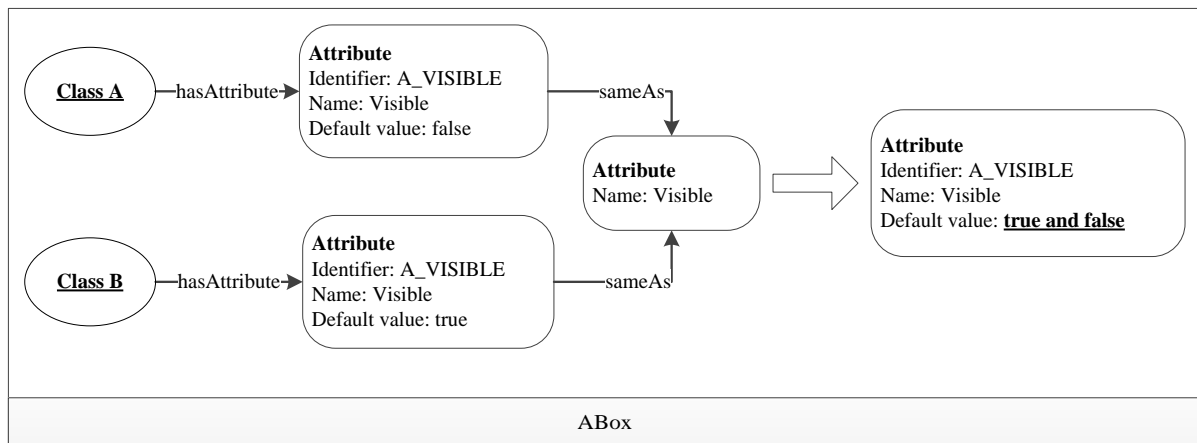 Class A
hasAttribute
Attribute
Identifier: A_VISIBLE
Name: Visible
Default value: false
sameAs
Attribute
Name: Visible
Attribute
Identifier: A_VISIBLE
Name: Visible
Default value: true and false
Class B
hasAttribute
Attribute
Identifier: A_VISIBLE
Name: Visible
Default value: true
sameAs
ABox